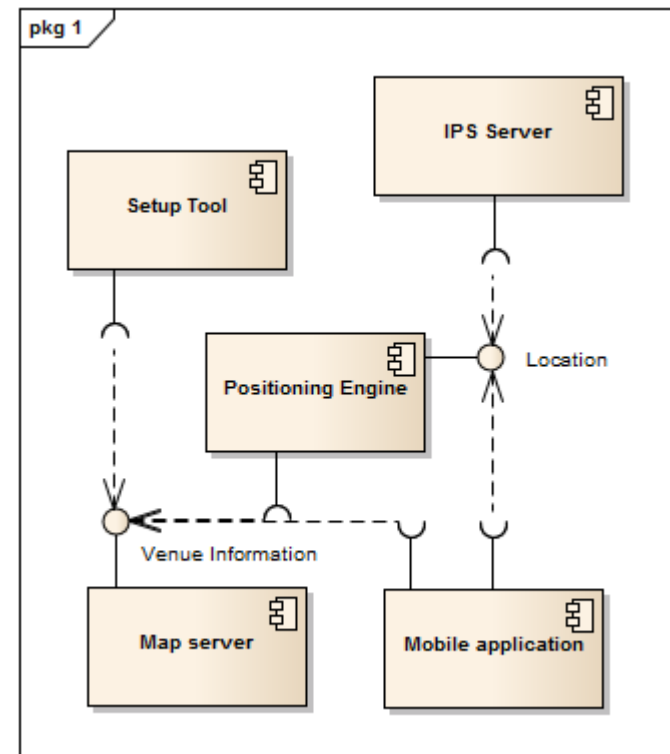 pkg 1
IPS Server
Setup Tool
Positioning Engine
Location
Venue Information
Map server
Mobile application